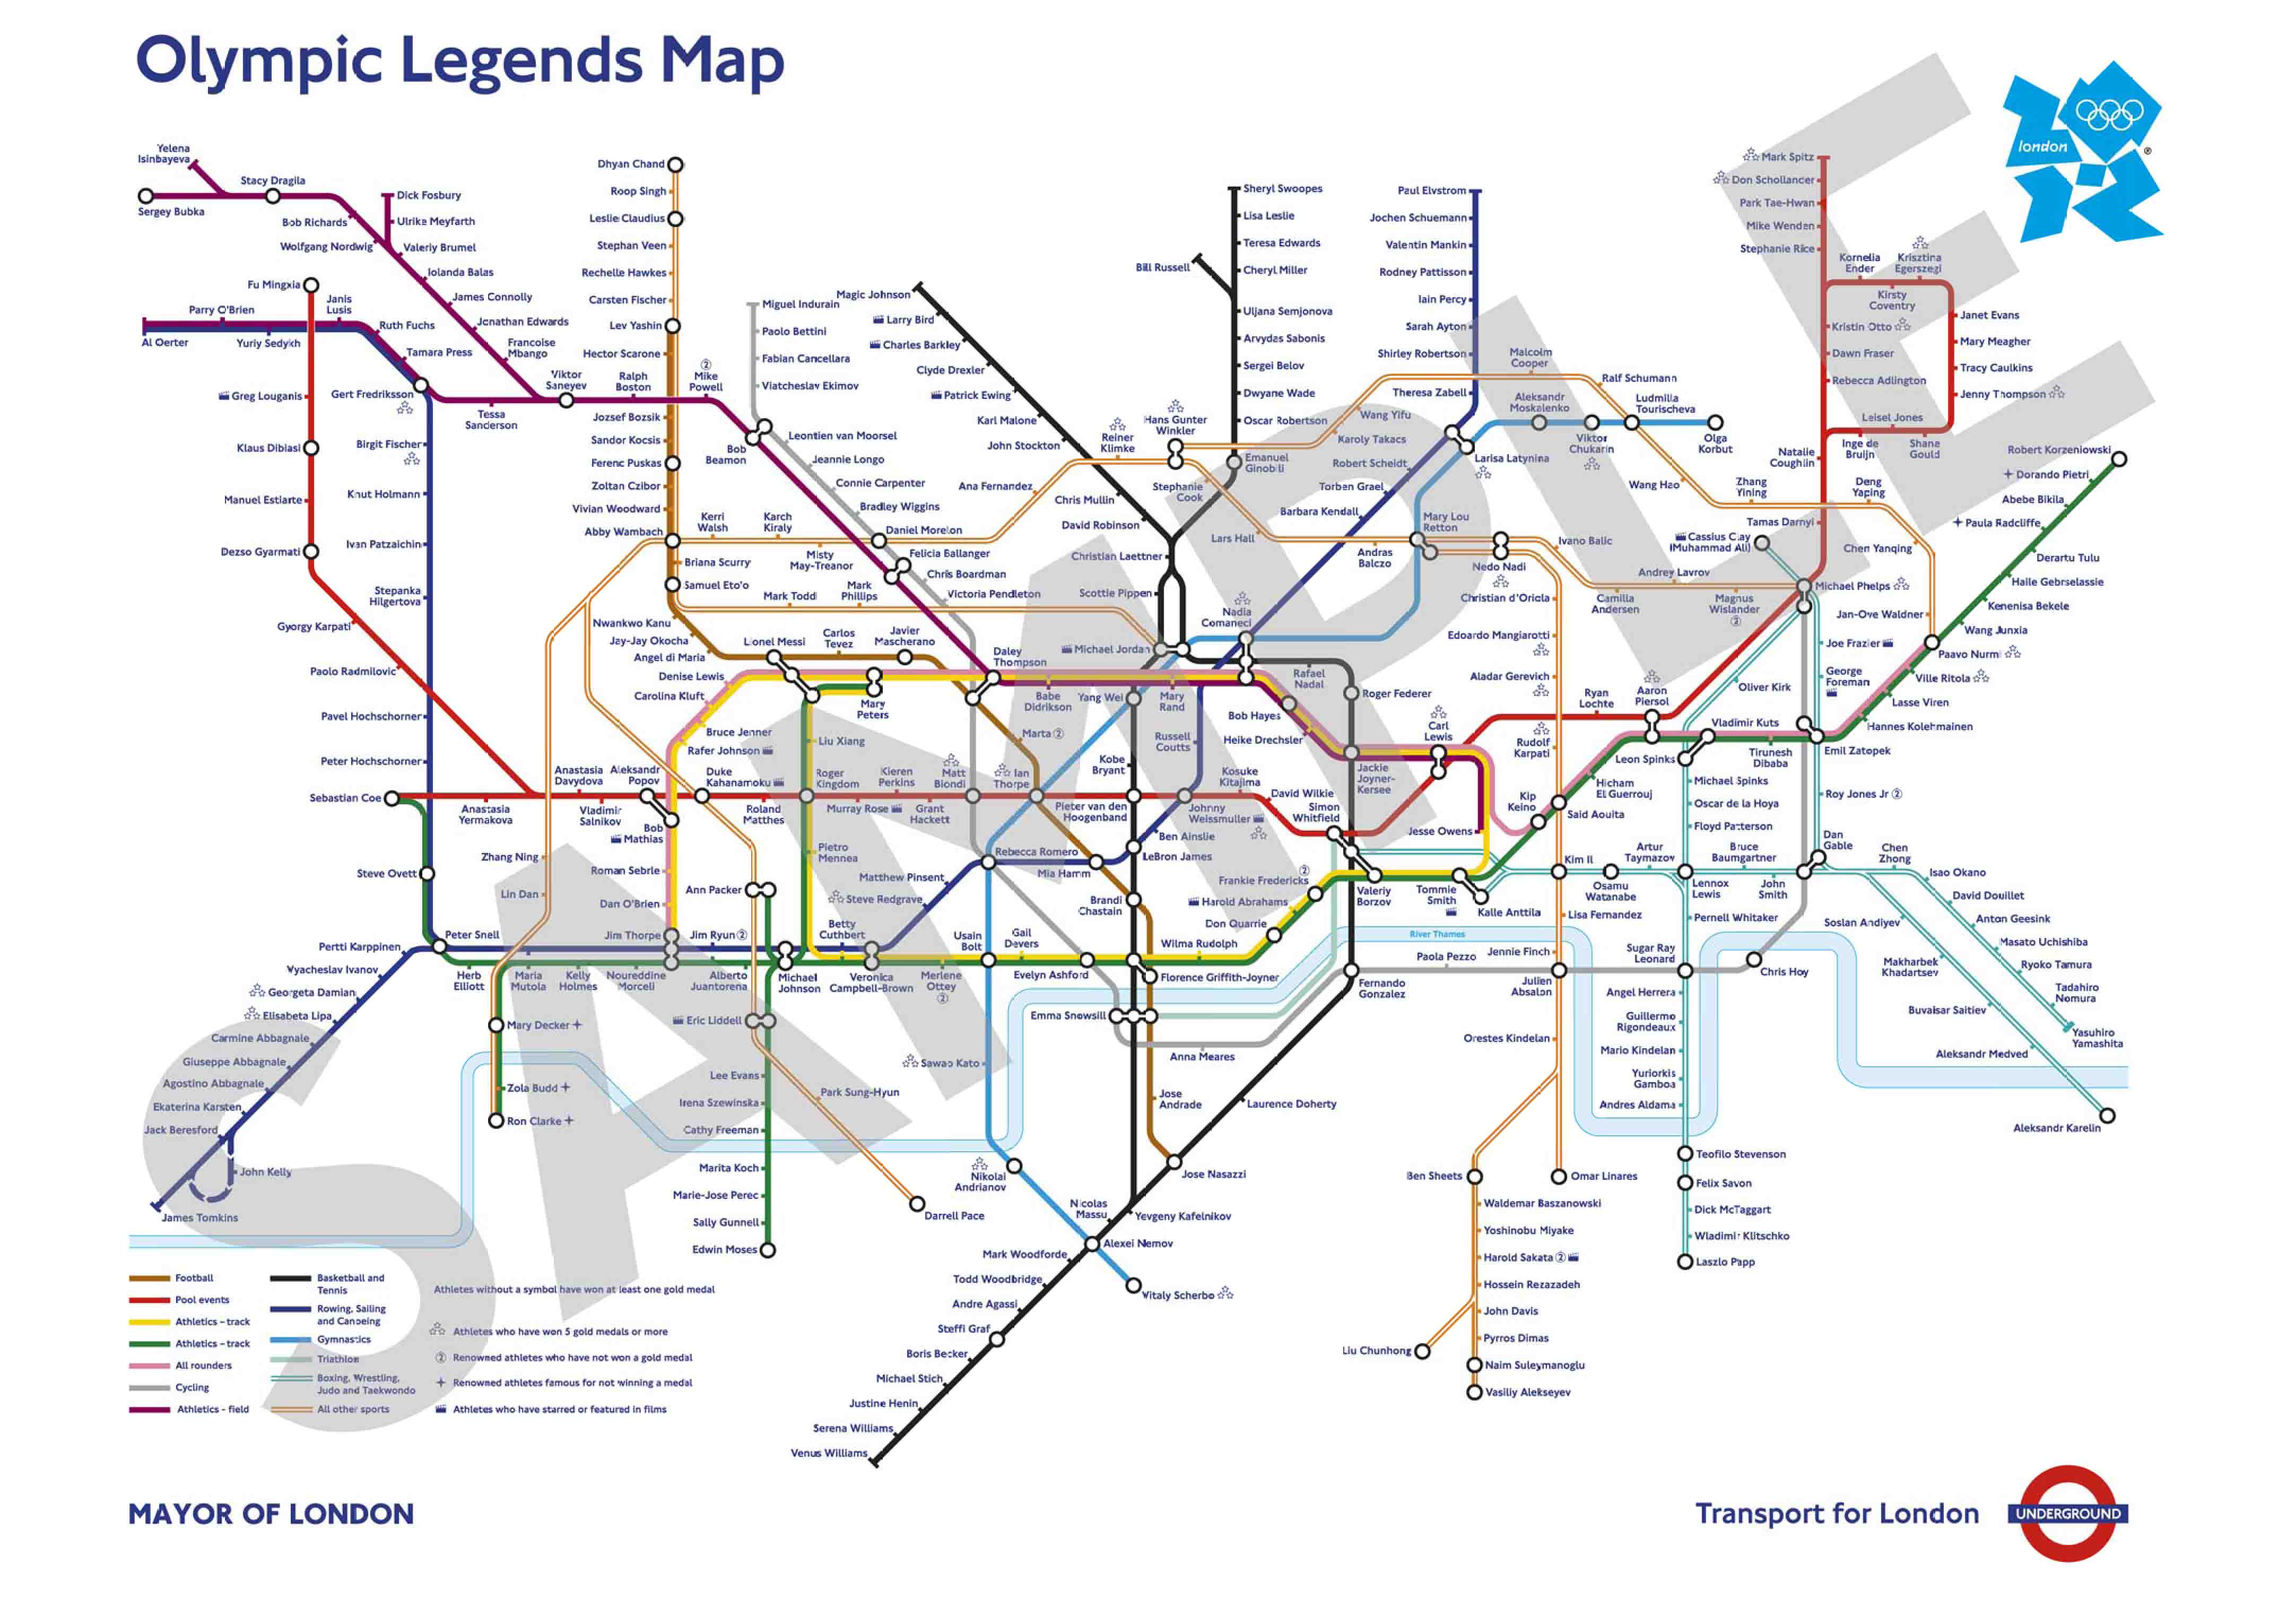 Olympic Legends Map
london
®
Yelena
Isinbayeva
Stacy Dragila
Sergey Bubka
Bob Richards
Wolfgang Nordwig
Dick Fosbury
Ulrike Meyfarth
Valeriy Brumel
Iolanda Balas
James Connolly
Jonathan Edwards
Francoise
Mbango
Fu Mingxia
Parry O'Brien
Janis
Lusis
Al Oerter
Yuriy Sedykh
Ruth Fuchs
Tamara Press
Gert Fredriksson
Tessa
Sanderson
Viktor
Saneyev
Ralph
Boston
②
Mike
Powell
Greg Louganis
Klaus Dibiasi
Manuel Estiarte
Dezso Gyarmati
Gyorgy Karpati
Paolo Radmilovic
Birgit Fischer
Knut Holmann
Ivan Patzaichin
Stepanka
Hilgertova
Pavel Hochschorner
Peter Hochschorner
Sebastian Coe
Steve Ovett
Dhyan Chand
Roop Singh
Leslie Claudius
Stephan Veen
Rechelle Hawkes
Carsten Fischer
Lev Yashin
Hector Scarone
Jozsef Bozsik
Sandor Kocsis
Ferenc Puskas
Zoltan Czibor
Vivian Woodward
Abby Wambach
Briana Scurry
Samuel Eto'o
Nwankwo Kanu
Jay-Jay Okocha
Angel di Maria
Denise Lewis
Carolina Kluft
Miguel Indurain
Paolo Bettini
Fabian Cancellara
Viatcheslav Ekimov
Bob
Beamon
Leontien van Moorsel
Jeannie Longo
Connie Carpenter
Bradley Wiggins
Daniel Morelon
Kerri
Walsh
Karch
Kiraly
Misty
May-Treanor
Felicia Ballanger
Chris Boardman
Victoria Pendleton
Mark Todd
Mark
Phillips
Lionel Messi
Carlos
Tevez
Javier
Mascherano
Daley
Thompson
Mary
Peters
Magic Johnson
Larry Bird
Charles Barkley
Clyde Drexler
Patrick Ewing
Karl Malone
John Stockton
Ana Fernandez
Chris Mullin
David Robinson
Christian Laettner
Scottie Pippen
Michael Jordan
Bill Russell
Sheryl Swoopes
Lisa Leslie
Teresa Edwards
Cheryl Miller
Uljana Semjonova
Arvydas Sabonis
Sergei Belov
Dwyane Wade
Oscar Robertson
Emanuel
Ginobili
Reiner
Klimke
Hans Gunter
Winkler
Stephanie
Cook
Lars Hall
Nadia
Comaneci
Paul Elvstrom
Jochen Schuemann
Valentin Mankin
Rodney Pattisson
Iain Percy
Sarah Ayton
Shirley Robertson
Theresa Zabell
Wang Yifu
Karoly Takacs
Robert Scheidt
Torben Grael
Barbara Kendall
Malcolm
Cooper
Ralf Schumann
Aleksandr
Moskalenko
Ludmilla
Tourischeva
Viktor
Chukarin
Olga
Korbut
Larisa Latynina
Mary Lou
Retton
Andras
Balczo
Nedo Nadi
Ivano Balic
Wang Hao
Zhang
Yining
Deng
Yaping
Chen Yanqing
Jan-Ove Waldner
Andrey Lavrov
Camilla
Andersen
Magnus
Wislander
②
Christian d'Oriola
Edoardo Mangiarotti
Aladar Gerevich
Rudolf
Karpati
Mark Spitz
Don Schollander
Park Tae-Hwan
Mike Wenden
Stephanie Rice
Kornelia
Ender
Krisztina
Egerszegi
Kirsty
Coventry
Kristin Otto
Dawn Fraser
Rebecca Adlington
Janet Evans
Mary Meagher
Tracy Caulkins
Jenny Thompson
Leisel Jones
Inge de
Bruijn
Shane
Gould
Natalie
Coughlin
Tamas Darnyi
Cassius Clay
(Muhammad Ali)
Michael Phelps
Joe Frazier
George
Foreman
Oliver Kirk
Robert Korzeniowski
Dorando Pietri
Abebe Bikila
Paula Radcliffe
Derartu Tulu
Haile Gebrselassie
Kenenisa Bekele
Wang Junxia
Paavo Nurmi
Ville Ritola
Lasse Viren
Hannes Kolehmainen
Emil Zatopek
Vladimir Kuts
Tirunesh
Dibaba
Leon Spinks
Aaron
Piersol
Ryan
Lochte
Hicham
El Guerrouj
Said Aouita
Kip
Keino
Carl
Lewis
Jesse Owens
Jackie
Joyner-
Kersee
Roger Federer
Rafael
Nadal
Bob Hayes
Heike Drechsler
Babe
Didrikson
Yang Wei
Mary
Rand
Russell
Coutts
Marta ②
Kobe
Bryant
Bruce Jenner
Rafer Johnson
Liu Xiang
Anastasia
Davydova
Aleksandr
Popov
Duke
Kahanamoku
Roger
Kingdom
Kieren
Perkins
Matt
Biondi
Ian
Thorpe
Anastasia
Yermakova
Vladimir
Salnikov
Bob
Mathias
Roland
Matthes
Murray Rose
Grant
Hackett
Pieter van den
Hoogenband
Johnny
Weissmuller
Kosuke
Kitajima
David Wilkie
Simon
Whitfield
Ben Ainslie
LeBron James
Rebecca Romero
Mia Hamm
Matthew Pinsent
Steve Redgrave
Brandi
Chastain
Pietro
Mennea
Zhang Ning
Lin Dan
Roman Sebrle
Dan O'Brien
Jim Thorpe
Ann Packer
Jim Ryun ②
Betty
Cuthbert
Usain
Bolt
Gail
Devers
Wilma Rudolph
Don Quarrie
Harold Abrahams
②
Frankie Fredericks
Valeriy
Borzov
Tommie
Smith
Kalle Anttila
Kim Il
Osamu
Watanabe
Artur
Taymazov
Lennox
Lewis
Bruce
Baumgartner
John
Smith
Dan
Gable
Roy Jones Jr ②
Michael Spinks
Oscar de la Hoya
Floyd Patterson
Chen
Zhong
Isao Okano
David Douillet
Anton Geesink
Masato Uchishiba
Ryoko Tamura
Tadahiro
Nomura
Yasuhiro
Yamashita
Soslan Andiyev
Makharbek
Khadartsev
Buvaisar Saitiev
Aleksandr Medved
Aleksandr Karelin
Peter Snell
Pertti Karppinen
Vyacheslav Ivanov
Georgeta Damian
Elisabeta Lipa
Carmine Abbagnale
Giuseppe Abbagnale
Agostino Abbagnale
Ekaterina Karsten
Jack Beresford
John Kelly
James Tomkins
Herb
Elliott
Maria
Mutola
Kelly
Holmes
Noureddine
Morceli
Alberto
Juantorena
Michael
Johnson
Veronica
Campbell-Brown
Merlene
Ottey
②
Evelyn Ashford
Florence Griffith-Joyner
Mary Decker
Zola Budd
Ron Clarke
Eric Liddell
Lee Evans
Irena Szewinska
Cathy Freeman
Marita Koch
Marie-Jose Perec
Sally Gunnell
Edwin Moses
Park Sung-Hyun
Darrell Pace
Sawao Kato
Nikolai
Andrianov
Emma Snowsill
Anna Meares
Jose
Andrade
Jose Nasazzi
Laurence Doherty
Fernando
Gonzalez
River Thames
Paola Pezzo
Lisa Fernandez
Jennie Finch
Julien
Absalon
Orestes Kindelan
Ben Sheets
Omar Linares
Pernell Whitaker
Sugar Ray
Leonard
Chris Hoy
Angel Herrera
Guillermo
Rigondeaux
Mario Kindelan
Yuriorkis
Gamboa
Andres Aldama
Teofilo Stevenson
Felix Savon
Dick McTaggart
Wladimir Klitschko
Laszlo Papp
Waldemar Baszanowski
Yoshinobu Miyake
Harold Sakata ②
Hossein Rezazadeh
John Davis
Pyrros Dimas
Liu Chunhong
Naim Suleymanoglu
Vasiliy Alekseyev
Nicolas
Massu
Yevgeny Kafelnikov
Alexei Nemov
Vitaly Scherbo
Mark Woodforde
Todd Woodbridge
Andre Agassi
Steffi Graf
Boris Becker
Michael Stich
Justine Henin
Serena Williams
Venus Williams
Football
Pool events
Athletics – track
Athletics – track
All rounders
Cycling
Athletics – field
Basketball and
Tennis
Rowing, Sailing
and Canoeing
Gymnastics
Triathlon
Boxing, Wrestling,
Judo and Taekwondo
All other sports
Athletes without a symbol have won at least one gold medal
Athletes who have won 5 gold medals or more
② Renowned athletes who have not won a gold medal
Renowned athletes famous for not winning a medal
Athletes who have starred or featured in films
SAMPLE
MAYOR OF LONDON
Transport for London
UNDERGROUND